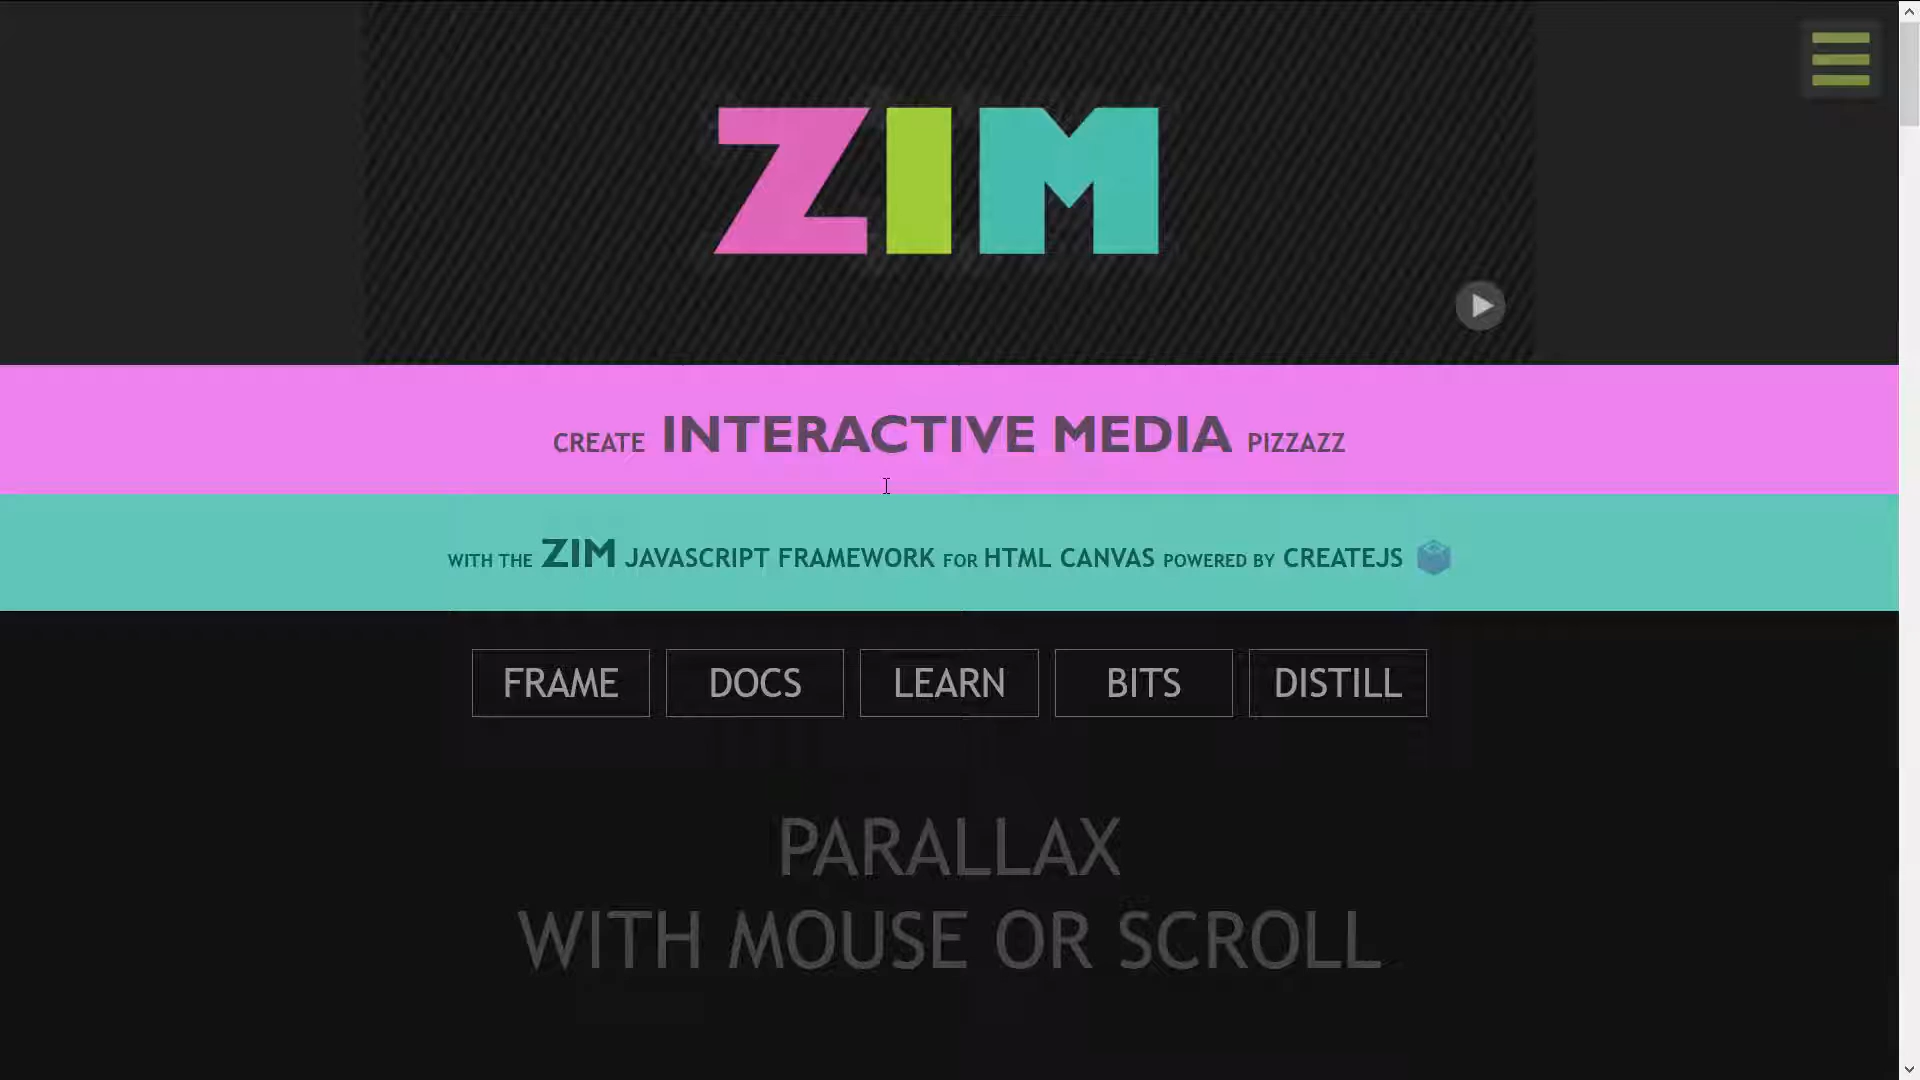 ZIM
CREATE INTERACTIVE MEDIA PIZZAZZ
WITH THE ZIM JAVASCRIPT FRAMEWORK FOR HTML CANVAS POWERED BY CREATEJS
FRAME DOCS LEARN BITS DISTILL
PARALLAX
WITH MOUSE OR SCROLL